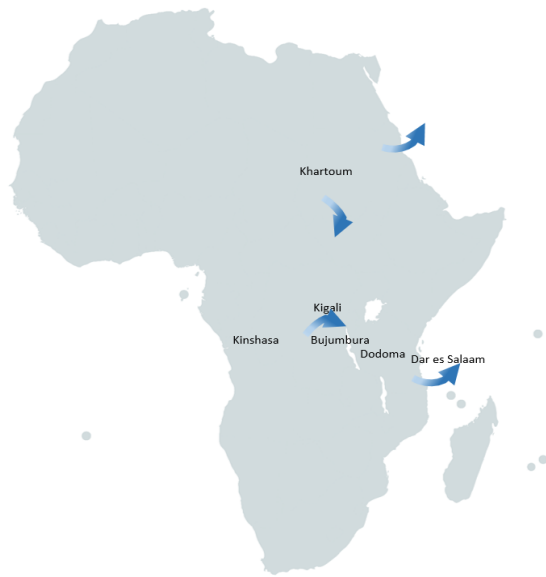 Khartoum
Kigali
Kinshasa
Bujumbura
Dodoma
Dar es Salaam